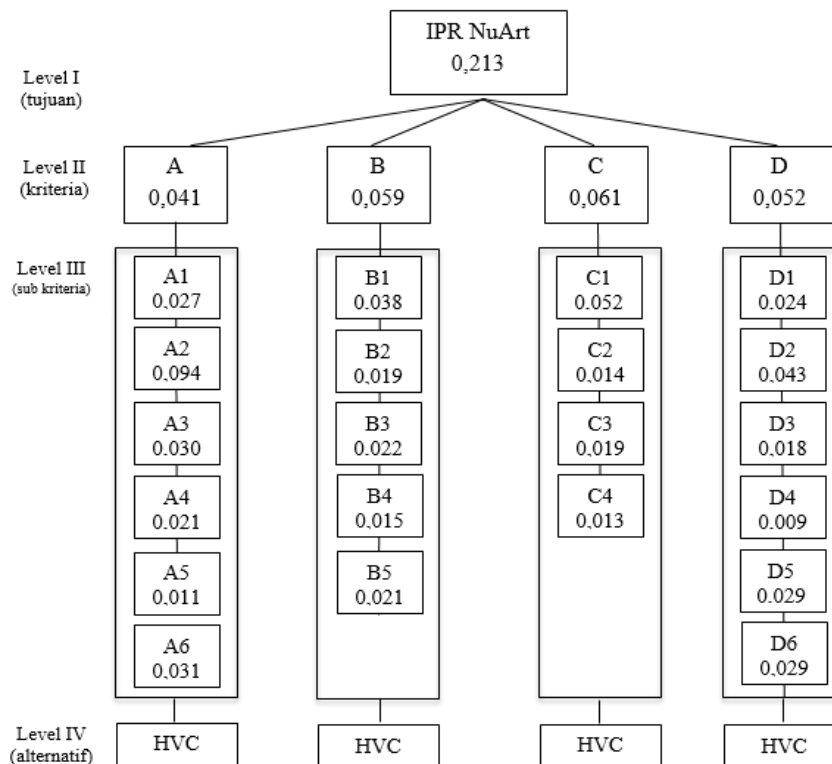 IPR NuArt
0,213
Level I
(tujuan)
Level II
(kriteria)
A
0,041
B
0,059
C
0,061
D
0,052
Level III
(sub kriteria)
A1
0,027
A2
0,094
A3
0,030
A4
0,021
A5
0,011
A6
0,031
B1
0,038
B2
0,019
B3
0,022
B4
0,015
B5
0,021
C1
0,052
C2
0,014
C3
0,019
C4
0,013
D1
0,024
D2
0,043
D3
0,018
D4
0,009
D5
0,029
D6
0,029
Level IV
(alternatif)
HVC
HVC
HVC
HVC